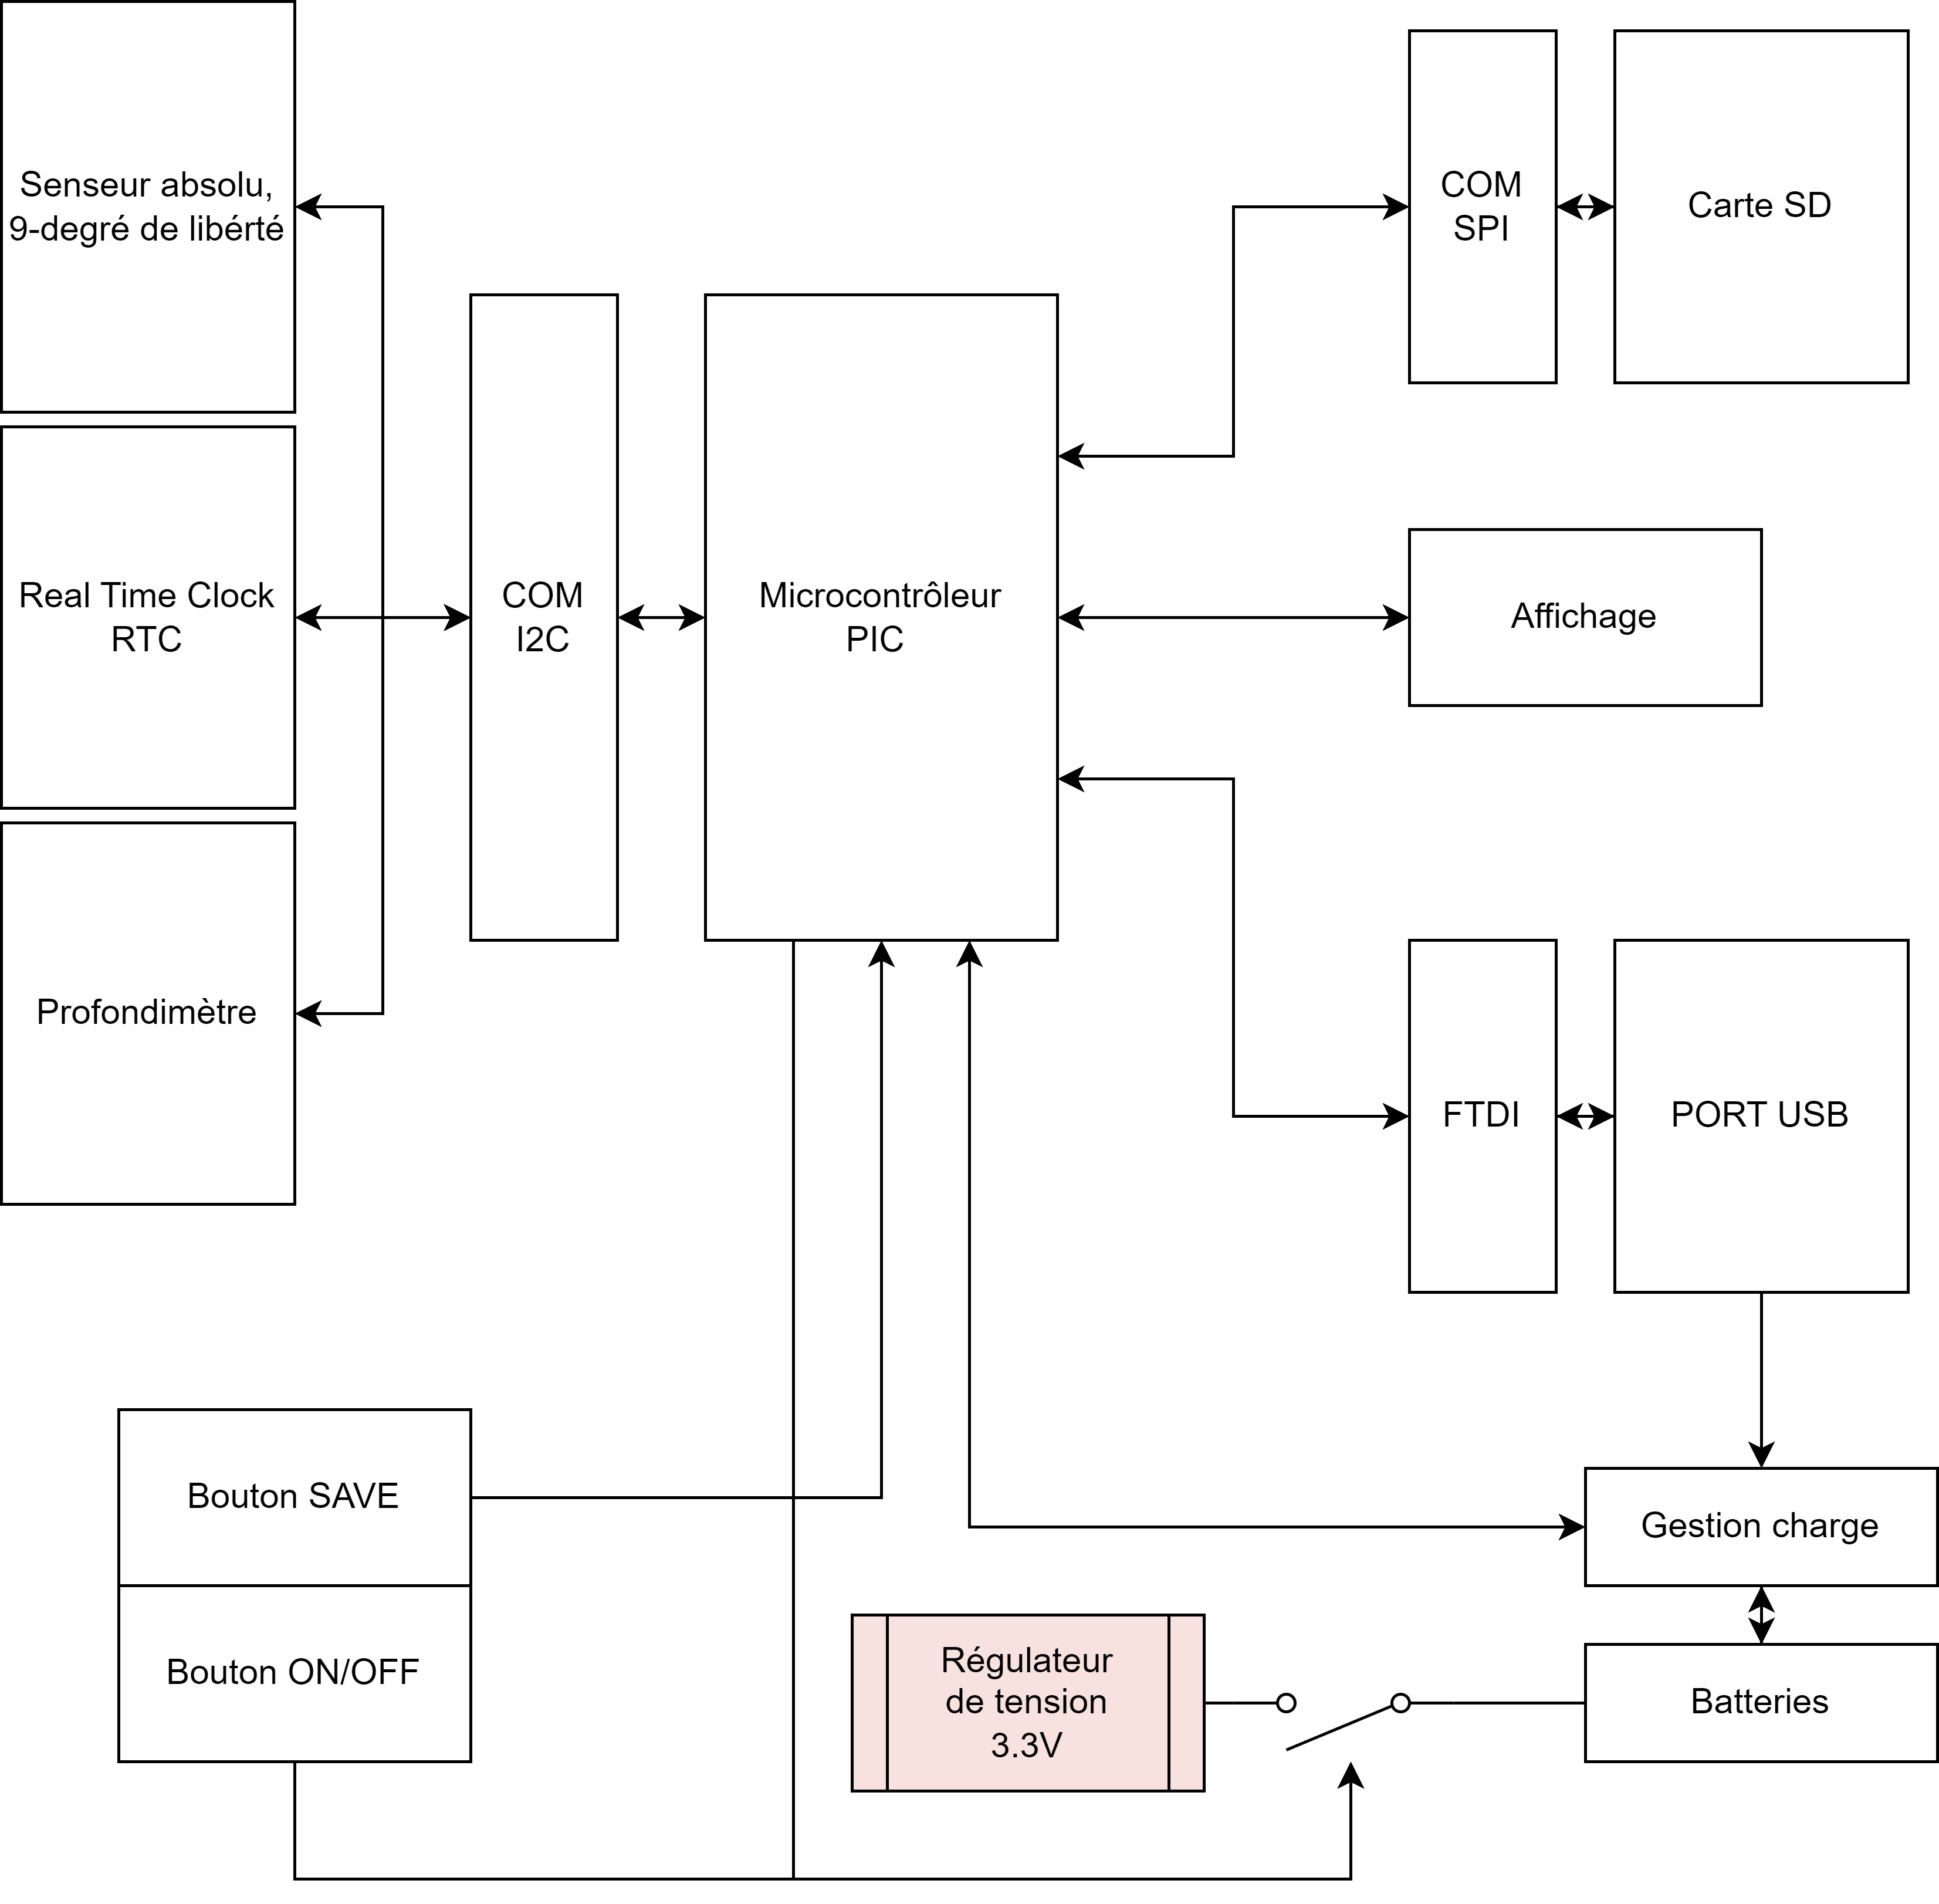 Senseur absolu,
9-degré de libérté
COM
SPI
Carte SD
Real Time Clock
RTC
COM
I2C
Microcontrôleur
PIC
Affichage
Profondimètre
FTDI
PORT USB
Bouton SAVE
Gestion charge
Bouton ON/OFF
Régulateur
de tension
3.3V
Batteries